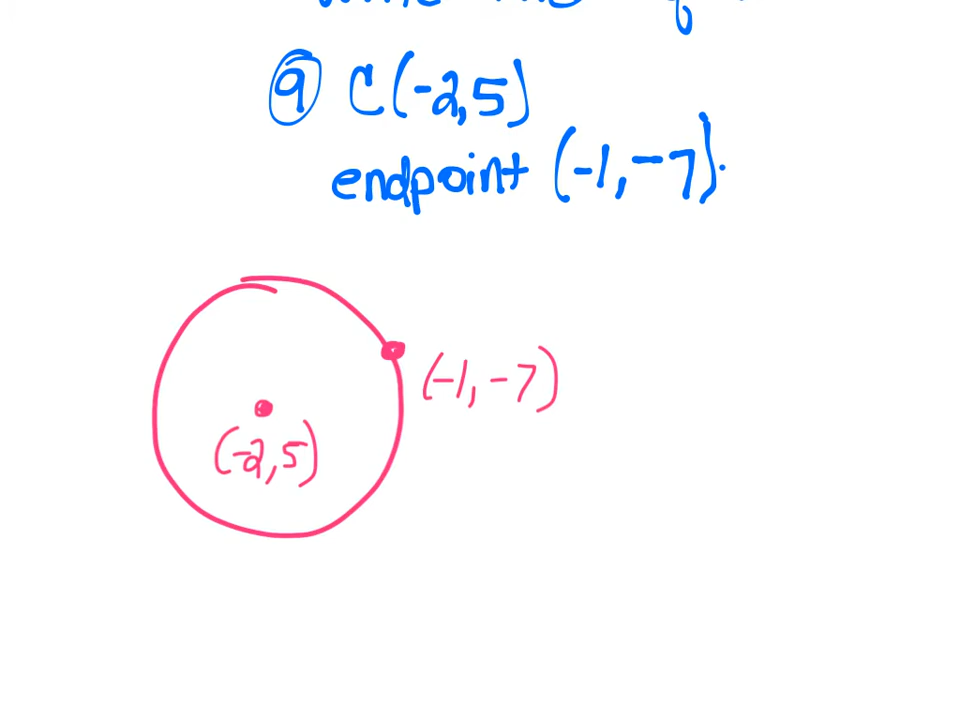 9 C(-2,5)
endpoint (-1,-7).
(-1,-7)
(-2,5)